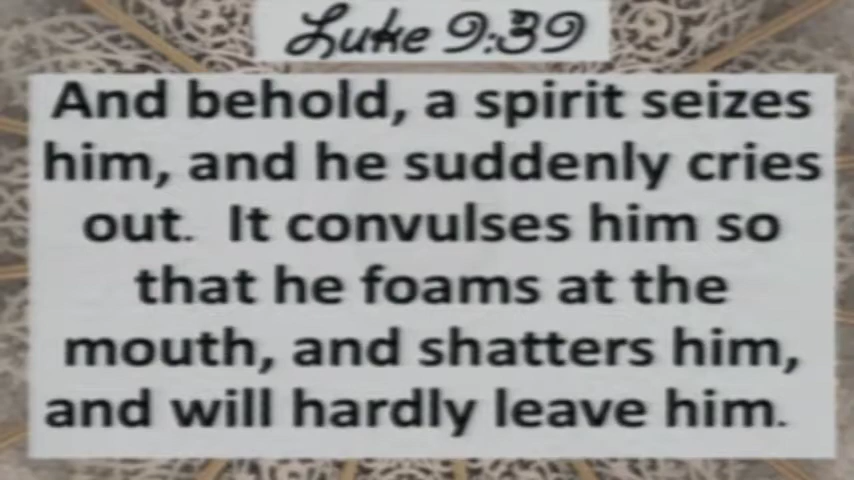 Luke 9:39
And behold, a spirit seizes
him, and he suddenly cries
out. It convulses him so
that he foams at the
mouth, and shatters him,
and will hardly leave him.